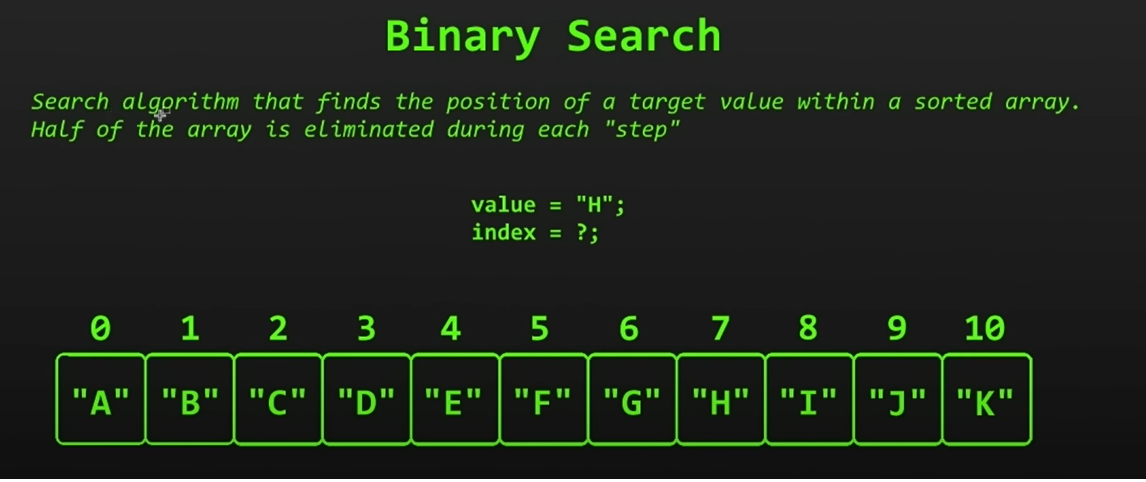 Binary Search
Search algorithm that finds the position of a target value within a sorted array.
Half of the array is eliminated during each "step"
value = "H";
index = ?;
0 1 2 3 4 5 6 7 8 9 10
"A" "B" "C" "D" "E" "F" "G" "H" "I" "J" "K"